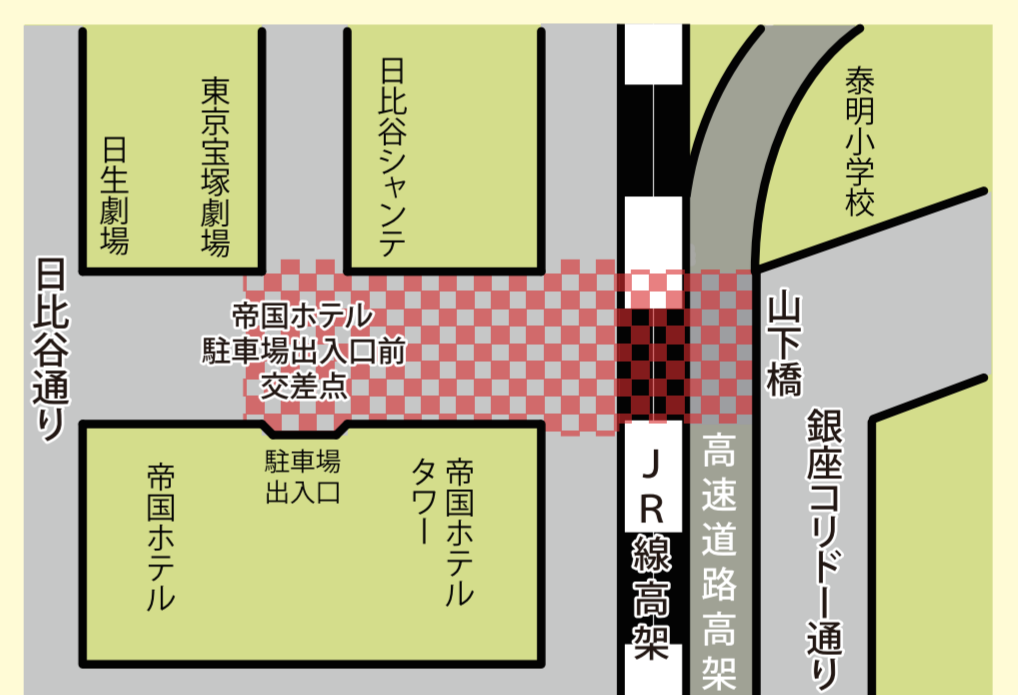 日生劇場
東京宝塚劇場
日比谷シャンテ
泰明小学校
日比谷通り
帝国ホテル
駐車場出入口前
交差点
山下橋
銀座コリドー通り
駐車場
出入口
帝国ホテル
帝国ホテル
タワー
JR線高架
高速道路高架